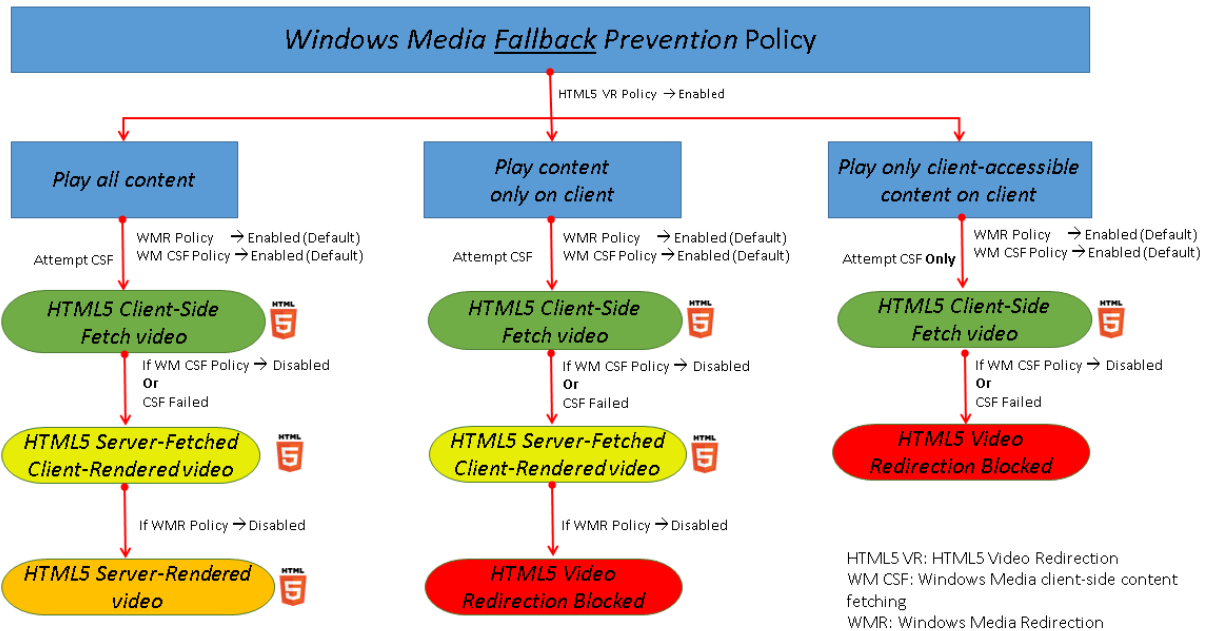 Windows Media Fallback Prevention Policy
HTML5 VR Policy → Enabled
Play all content
WMR Policy → Enabled (Default)
WM CSF Policy → Enabled (Default)
Attempt CSF
HTML5 Client-Side
Fetch video
HTML
5
If WM CSF Policy → Disabled
Or
CSF Failed
HTML5 Server-Fetched
Client-Rendered video
HTML
5
If WMR Policy → Disabled
HTML5 Server-Rendered
video
HTML
5
Play content
only on client
WMR Policy → Enabled (Default)
WM CSF Policy → Enabled (Default)
Attempt CSF
HTML5 Client-Side
Fetch video
HTML
5
If WM CSF Policy → Disabled
Or
CSF Failed
HTML5 Server-Fetched
Client-Rendered video
HTML
5
If WMR Policy → Disabled
HTML5 Video
Redirection Blocked
Play only client-accessible
content on client
WMR Policy → Enabled (Default)
WM CSF Policy → Enabled (Default)
Attempt CSF Only
HTML5 Client-Side
Fetch video
HTML
5
If WM CSF Policy → Disabled
Or
CSF Failed
HTML5 Video
Redirection Blocked
HTML5 VR: HTML5 Video Redirection
WM CSF: Windows Media client-side content
fetching
WMR: Windows Media Redirection